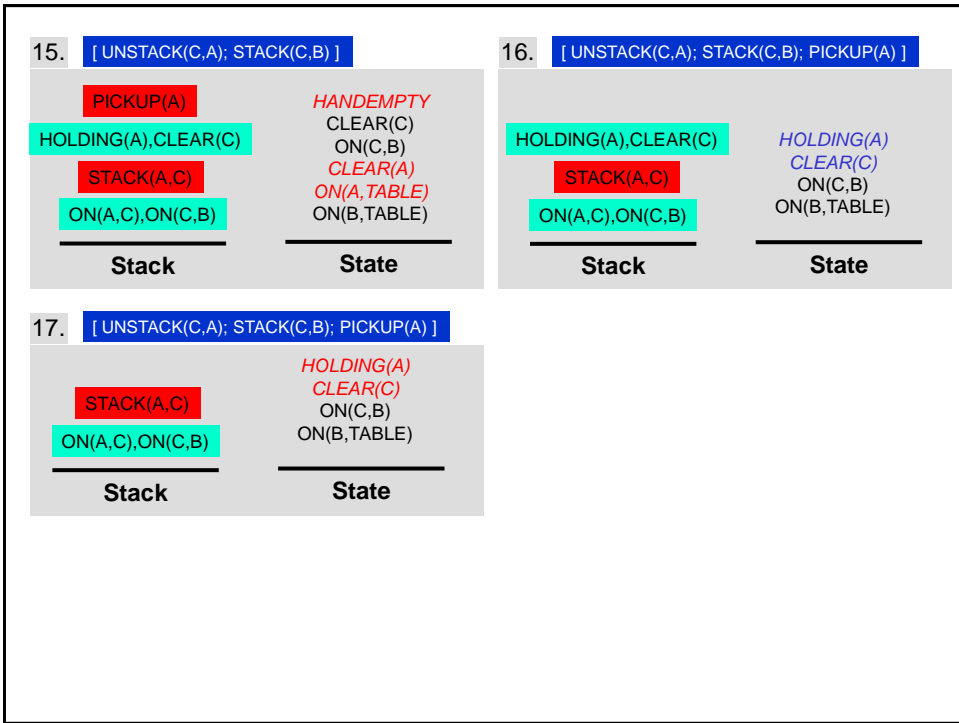 15. [ UNSTACK(C,A); STACK(C,B) ]
PICKUP(A)
HOLDING(A),CLEAR(C)
STACK(A,C)
ON(A,C),ON(C,B)
Stack
HANDEMPTY
CLEAR(C)
ON(C,B)
CLEAR(A)
ON(A,TABLE)
ON(B,TABLE)
State
16. [ UNSTACK(C,A); STACK(C,B); PICKUP(A) ]
HOLDING(A),CLEAR(C)
STACK(A,C)
ON(A,C),ON(C,B)
Stack
HOLDING(A)
CLEAR(C)
ON(C,B)
ON(B,TABLE)
State
17. [ UNSTACK(C,A); STACK(C,B); PICKUP(A) ]
STACK(A,C)
ON(A,C),ON(C,B)
Stack
HOLDING(A)
CLEAR(C)
ON(C,B)
ON(B,TABLE)
State